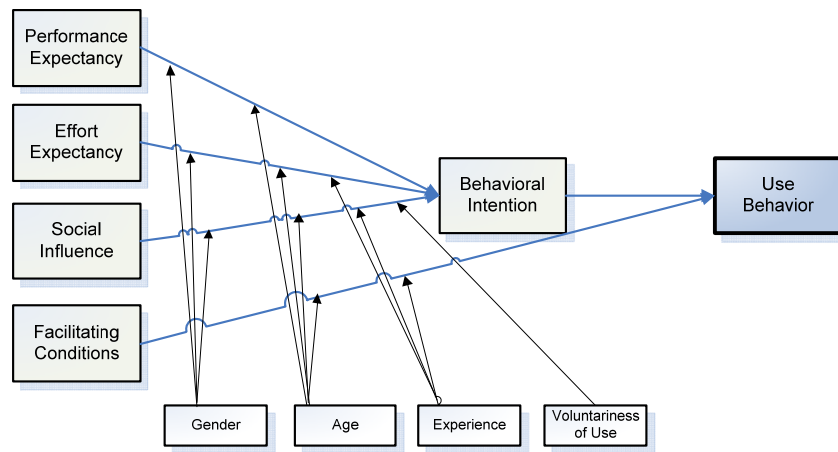 Performance
Expectancy
Effort
Expectancy
Social
Influence
Facilitating
Conditions
Behavioral
Intention
Use
Behavior
Gender
Age
Experience
Voluntariness
of Use